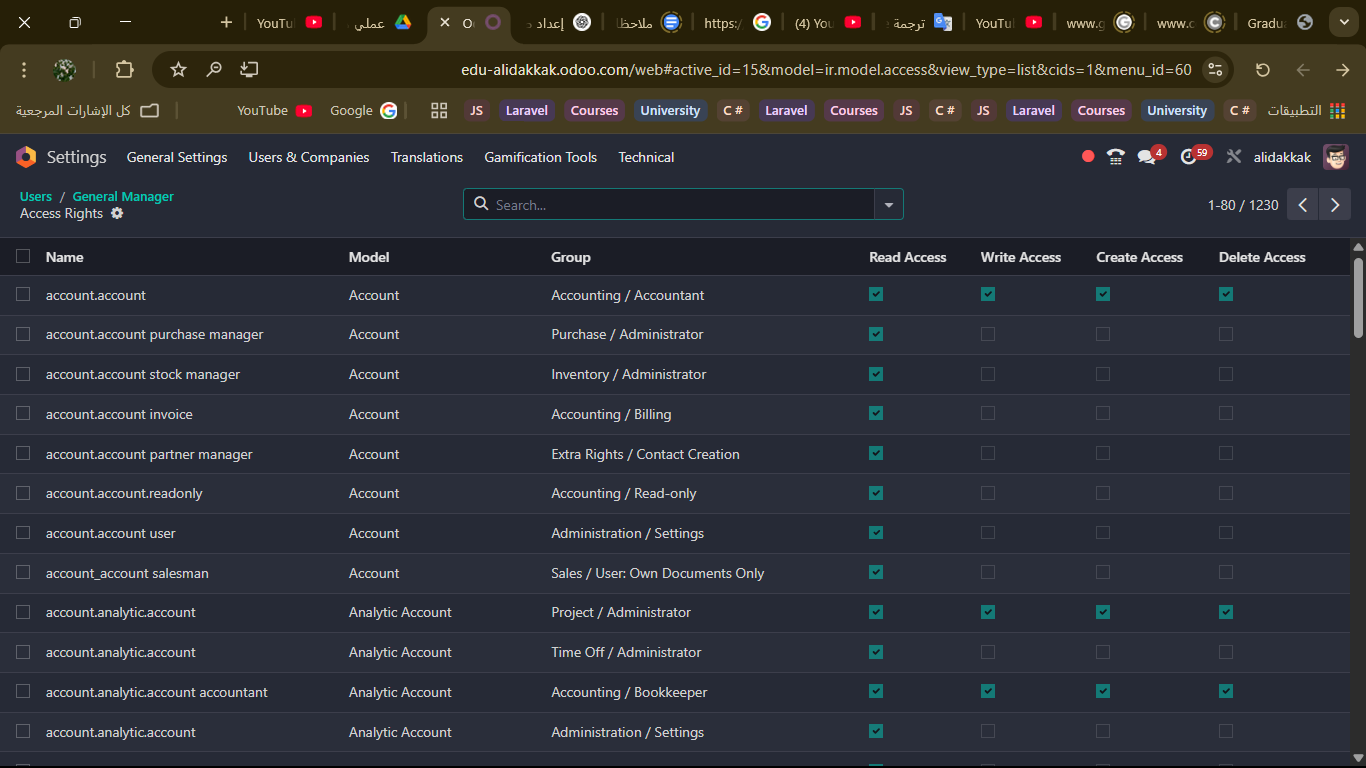 YouTu
عملي
O
إعداد
ملاحظا
https:/
(4) You
ترجمة
YouTu
www.g
www.c
Gradu
edu-alidakkak.odoo.com/web#active_id=15&model=ir.model.access&view_type=list&cids=1&menu_id=60
كل الإشارات المرجعية
YouTube
Google
JS
Laravel
Courses
University
C #
Laravel
Courses
JS
C #
JS
Laravel
Courses
University
C #
التطبيقات
Settings General Settings Users & Companies Translations Gamification Tools Technical 4 59 alidakkak
Users / General Manager
Access Rights
Search...
1-80 / 1230
Name Model Group Read Access Write Access Create Access Delete Access
account.account Account Accounting / Accountant
account.account purchase manager Account Purchase / Administrator
account.account stock manager Account Inventory / Administrator
account.account invoice Account Accounting / Billing
account.account partner manager Account Extra Rights / Contact Creation
account.account.readonly Account Accounting / Read-only
account.account user Account Administration / Settings
account_account salesman Account Sales / User: Own Documents Only
account.analytic.account Analytic Account Project / Administrator
account.analytic.account Analytic Account Time Off / Administrator
account.analytic.account accountant Analytic Account Accounting / Bookkeeper
account.analytic.account Analytic Account Administration / Settings